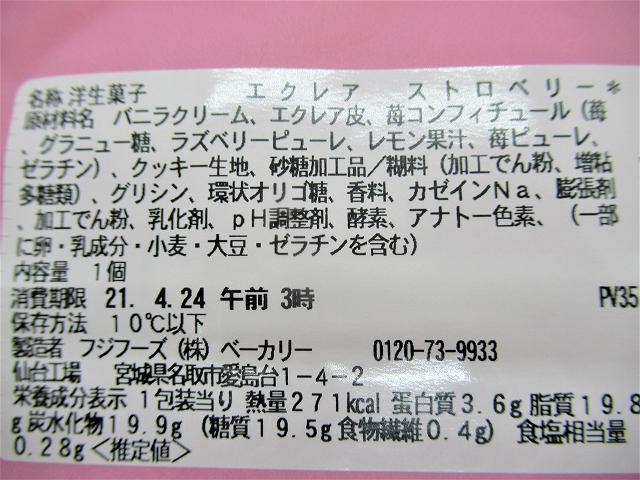 名称 洋生菓子 エクレア ストロベリー*
原材料名 バニラクリーム、エクレア皮、苺コンフィチュール(苺
、グラニュー糖、ラズベリーピューレ、レモン果汁、苺ピューレ、
ゼラチン)、クッキー生地、砂糖加工品/糊料(加工でん粉、増粘
多糖類)、グリシン、環状オリゴ糖、香料、カゼインNa、膨張剤
、加工でん粉、乳化剤、pH調整剤、酵素、アナトー色素、(一部
に卵・乳成分・小麦・大豆・ゼラチンを含む)
内容量 1個
消費期限 21. 4.24 午前 3時 PV35
保存方法 10℃以下
製造者 フジフーズ(株)ベーカリー 0120-73-9933
仙台工場 宮城県名取市愛島台1-4-2
栄養成分表示 1包装当り 熱量271kcal 蛋白質3.6g 脂質19.8
g 炭水化物19.9g (糖質19.5g 食物繊維0.4g) 食塩相当量
0.28g<推定値>